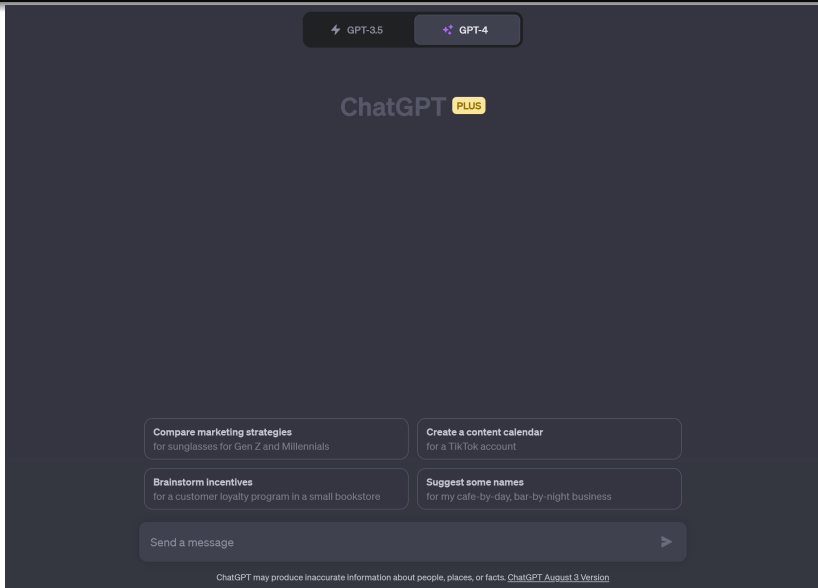 GPT-3.5 GPT-4
ChatGPT PLUS
Compare marketing strategies
for sunglasses for Gen Z and Millennials
Create a content calendar
for a TikTok account
Brainstorm incentives
for a customer loyalty program in a small bookstore
Suggest some names
for my cafe-by-day, bar-by-night business
Send a message
ChatGPT may produce inaccurate information about people, places, or facts. ChatGPT August 3 Version